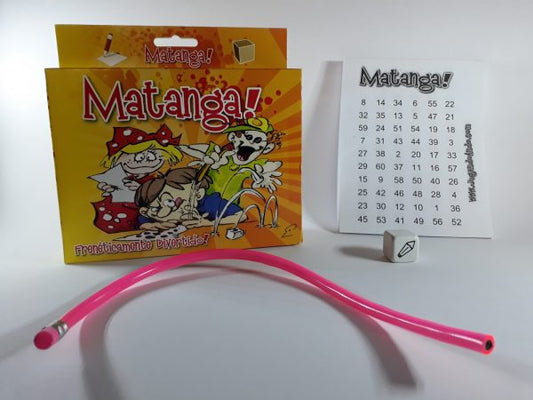 Matanga!
Matanga!
Frenéticamente Divertido!
Matanga!
8 14 34 6 55 22
32 35 13 5 47 21
59 24 51 54 19 18
7 31 43 44 39 3
27 38 2 20 17 33
29 60 11 37 16 57
15 9 58 50 40 26
25 42 46 48 28 4
23 30 12 10 1 36
45 53 41 49 56 52